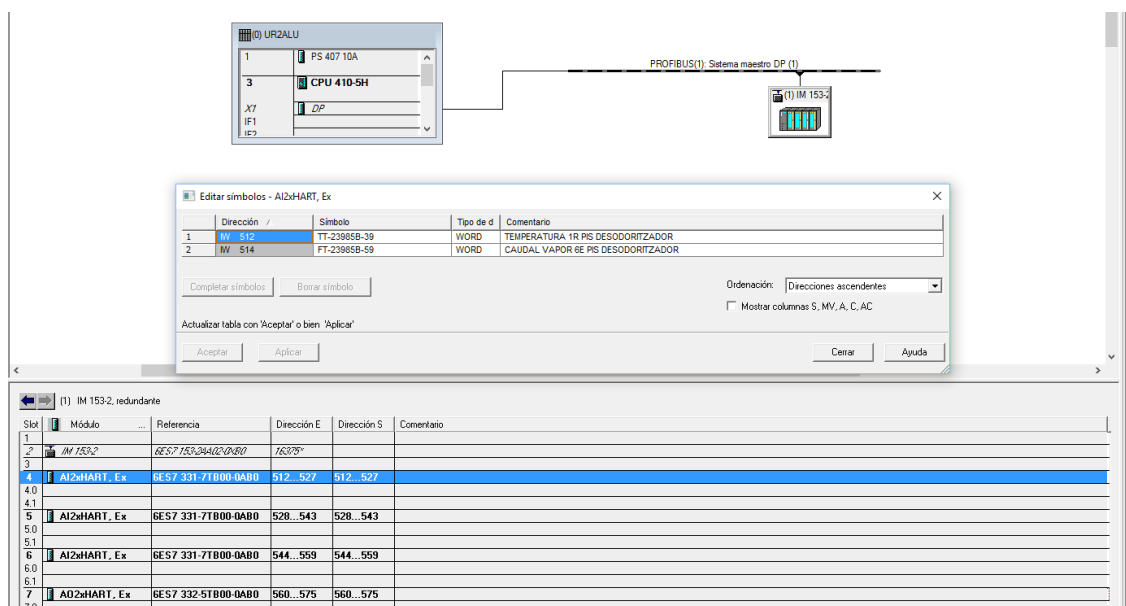 (0) UR2ALU
1 PS 407 10A
3 CPU 410-5H
X1 DP
IF1
IF2
PROFIBUS(1): Sistema maestro DP (1)
(1) IM 153-2
Editar símbolos - AI2xHART, Ex
Dirección Símbolo Tipo de d Comentario
1 IW 512 TT-23985B-39 WORD TEMPERATURA 1R PIS DESODORITZADOR
2 IW 514 FT-23985B-59 WORD CAUDAL VAPOR 6E PIS DESODORITZADOR
Completar símbolos Borrar símbolo Ordenación: Direcciones ascendentes
Mostrar columnas S, MV, A, C, AC
Actualizar tabla con 'Aceptar' o bien 'Aplicar'
Aceptar Aplicar Cerrar Ayuda
(1) IM 153-2, redundante
Slot Módulo ... Referencia Dirección E Dirección S Comentario
1
2 IM 153-2 6ES7 153-2AA02-0XB0 16375*
3
4 AI2xHART, Ex 6ES7 331-7TB00-0AB0 512...527 512...527
4.0
4.1
5 AI2xHART, Ex 6ES7 331-7TB00-0AB0 528...543 528...543
5.0
5.1
6 AI2xHART, Ex 6ES7 331-7TB00-0AB0 544...559 544...559
6.0
6.1
7 AO2xHART, Ex 6ES7 332-5TB00-0AB0 560...575 560...575
7.0